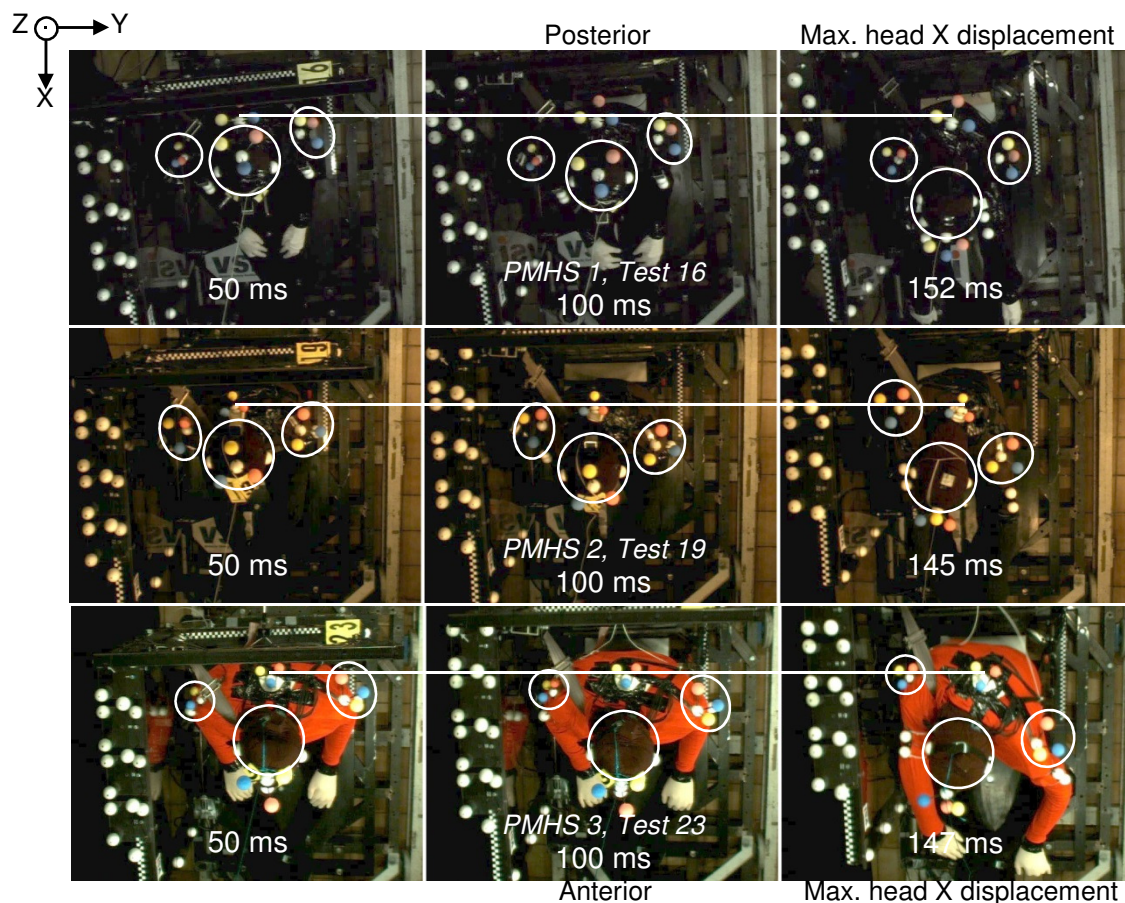 Z Y
X
Posterior Max. head X displacement
6
50 ms
PMHS 1, Test 16
100 ms
152 ms
19
50 ms
PMHS 2, Test 19
100 ms
145 ms
23
50 ms
PMHS 3, Test 23
100 ms
147 ms
Anterior Max. head X displacement